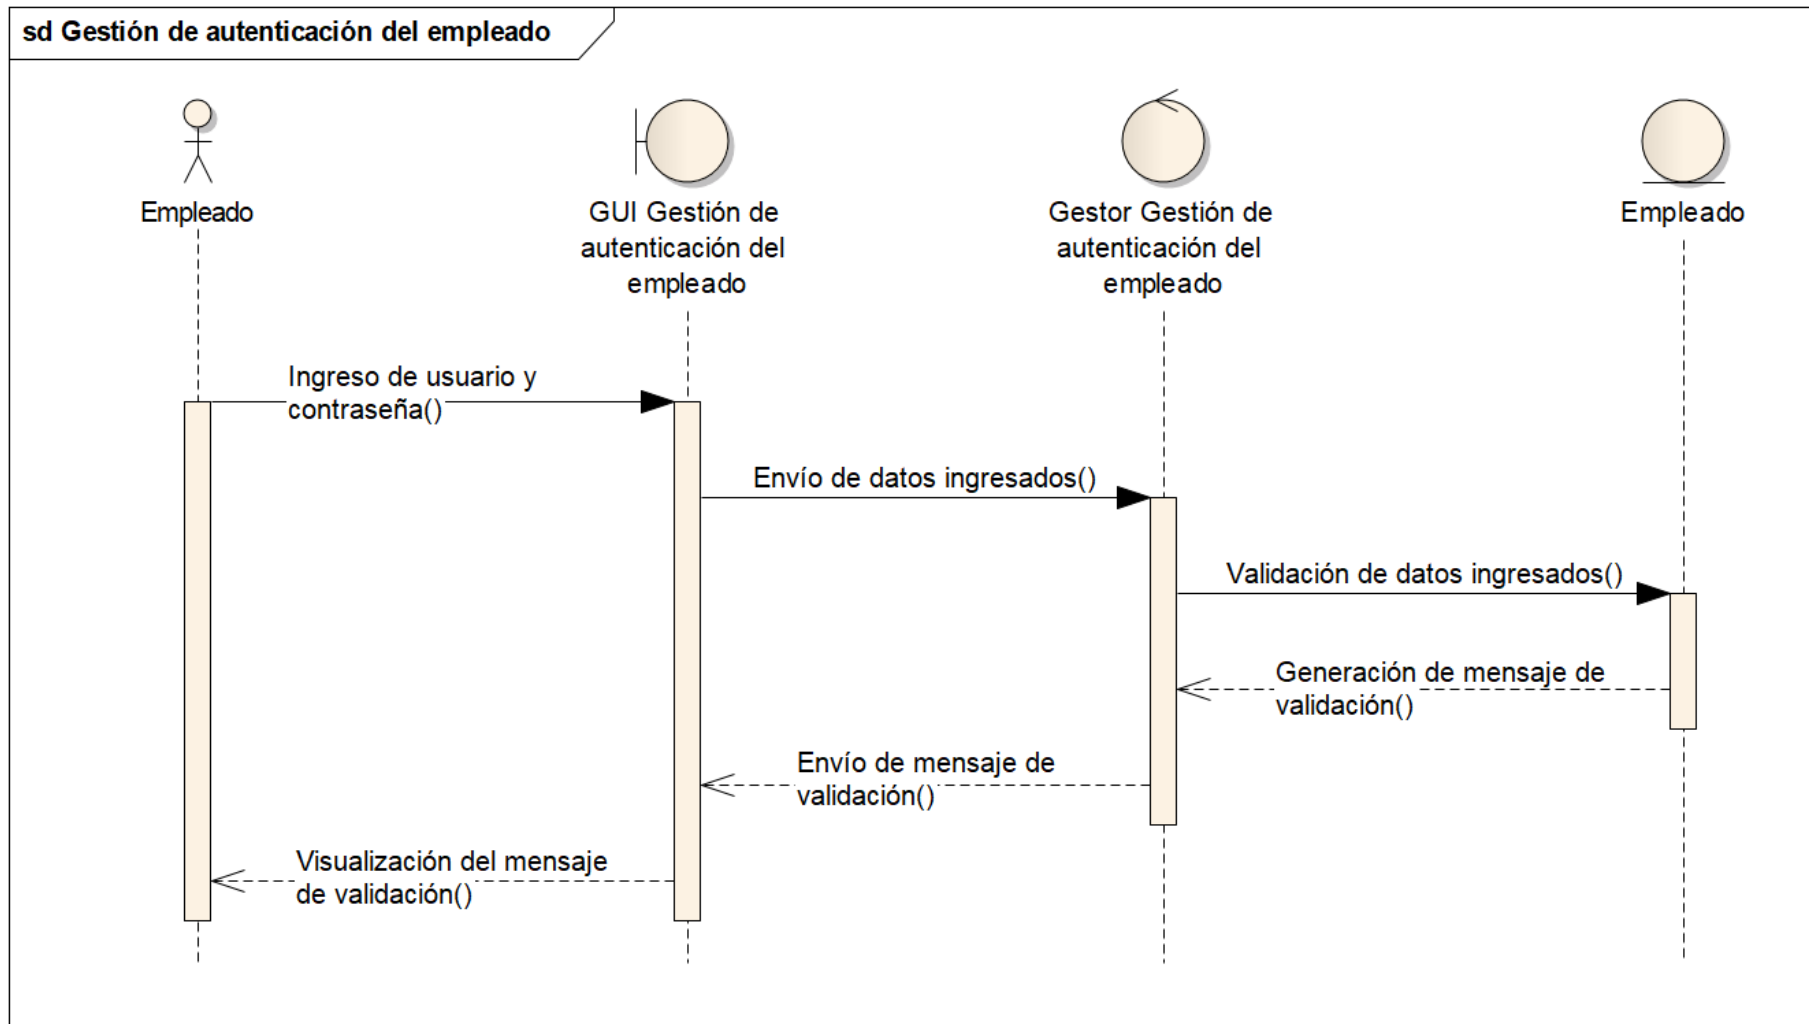 sd Gestión de autenticación del empleado
Empleado
GUI Gestión de
autenticación del
empleado
Gestor Gestión de
autenticación del
empleado
Empleado
Ingreso de usuario y
contraseña()
Envío de datos ingresados()
Validación de datos ingresados()
Generación de mensaje de
validación()
Envío de mensaje de
validación()
Visualización del mensaje
de validación()